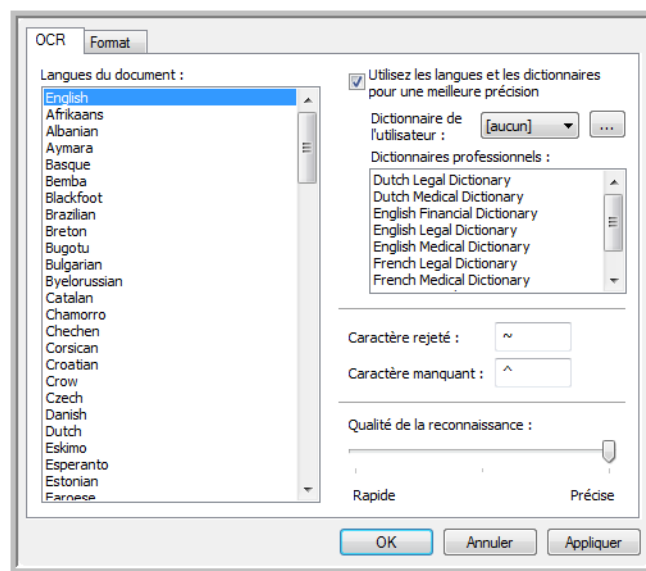 OCR
Format
Langues du document :
English
Afrikaans
Albanian
Aymara
Basque
Bemba
Blackfoot
Brazilian
Breton
Bugotu
Bulgarian
Byelorussian
Catalan
Chamorro
Chechen
Corsican
Croatian
Crow
Czech
Danish
Dutch
Eskimo
Esperanto
Estonian
Faroese
Utilisez les langues et les dictionnaires
pour une meilleure précision
Dictionnaire de
l'utilisateur :
[aucun]
...
Dictionnaires professionnels :
Dutch Legal Dictionary
Dutch Medical Dictionary
English Financial Dictionary
English Legal Dictionary
English Medical Dictionary
French Legal Dictionary
French Medical Dictionary
Caractère rejeté :
~
Caractère manquant :
^
Qualité de la reconnaissance :
Rapide
Précise
OK
Annuler
Appliquer